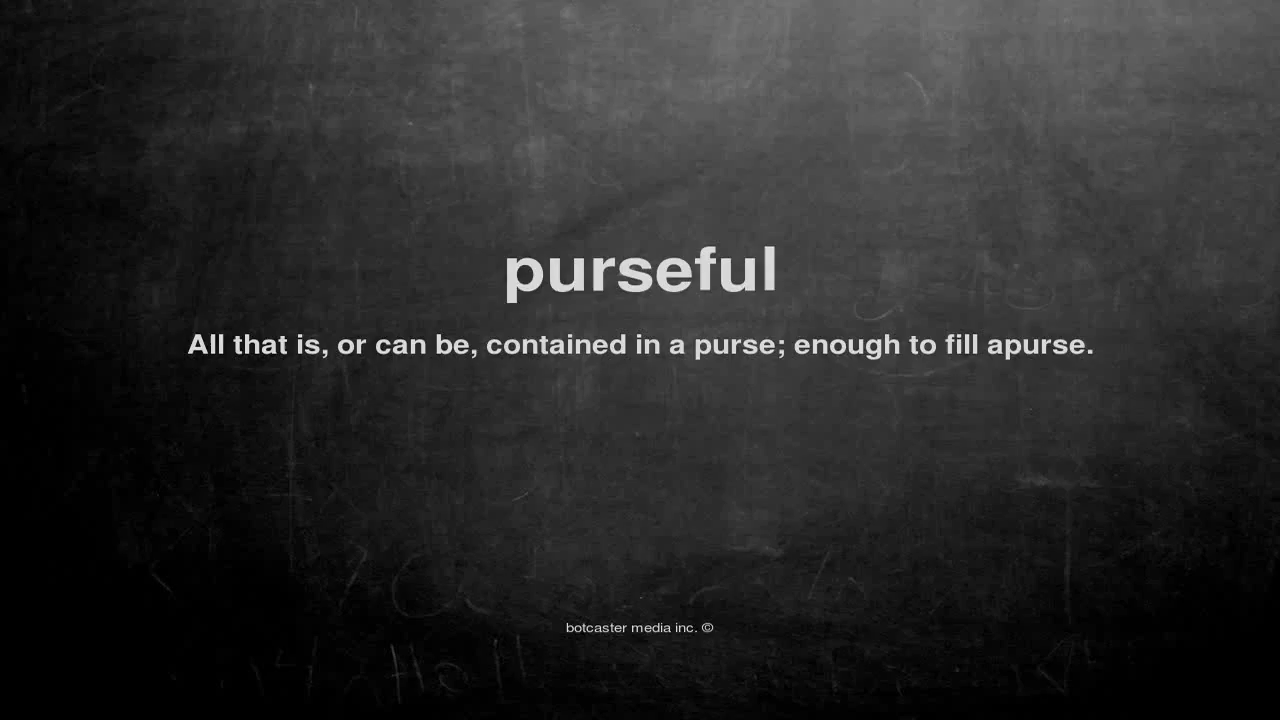 purseful
All that is, or can be, contained in a purse; enough to fill apurse.
botcaster media inc. ©